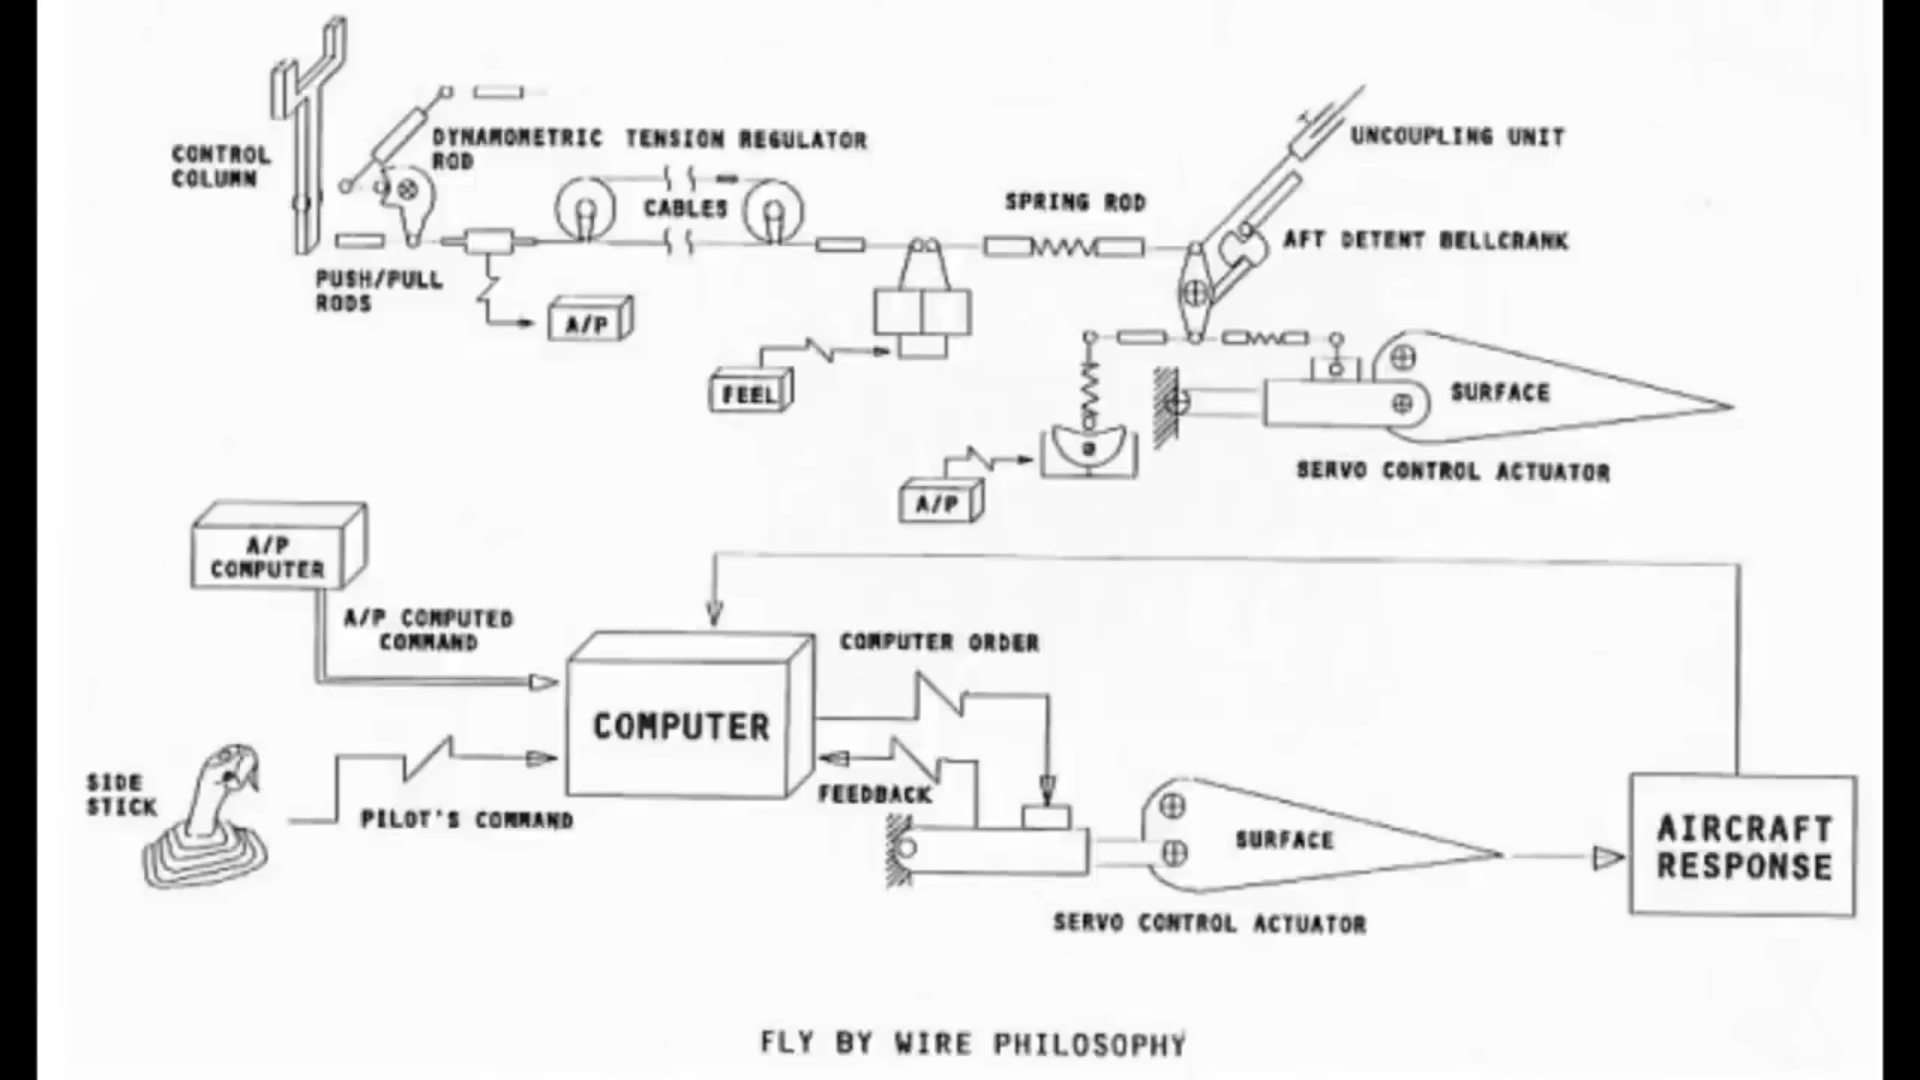 CONTROL
COLUMN
DYNAMOMETRIC
ROD
TENSION REGULATOR
CABLES
PUSH/PULL
RODS
A/P
FEEL
SPRING ROD
UNCOUPLING UNIT
AFT DETENT BELLCRANK
SURFACE
SERVO CONTROL ACTUATOR
A/P
A/P
COMPUTER
A/P COMPUTED
COMMAND
COMPUTER
COMPUTER ORDER
SIDE
STICK
PILOT'S COMMAND
FEEDBACK
SURFACE
SERVO CONTROL ACTUATOR
AIRCRAFT
RESPONSE
FLY BY WIRE PHILOSOPHY